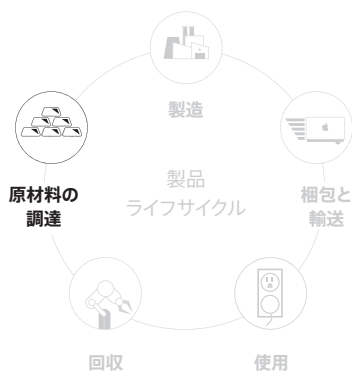 製造
原材料の
調達
製品
ライフサイクル
梱包と
輸送
回収
使用